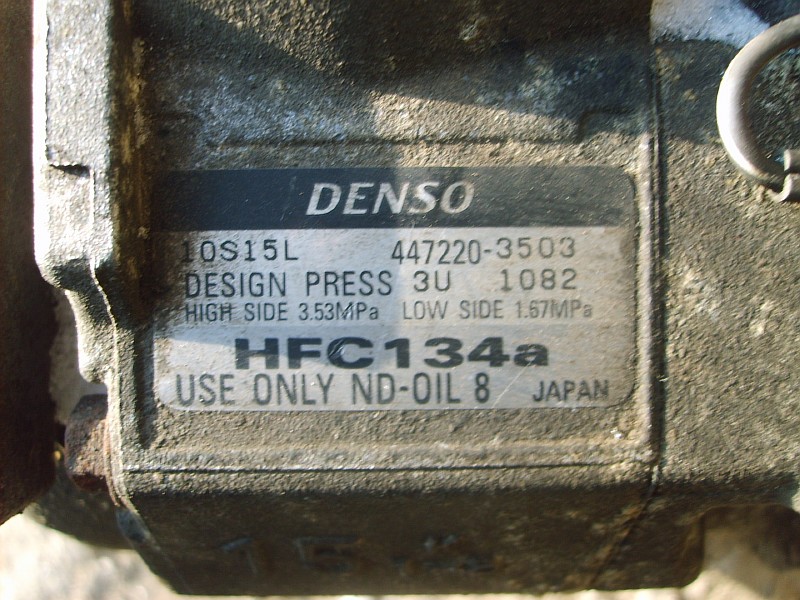 DENSO
10S15L 447220-3503
DESIGN PRESS 3U 1082
HIGH SIDE 3.53MPa LOW SIDE 1.67MPa
HFC134a
USE ONLY ND-OIL 8 JAPAN